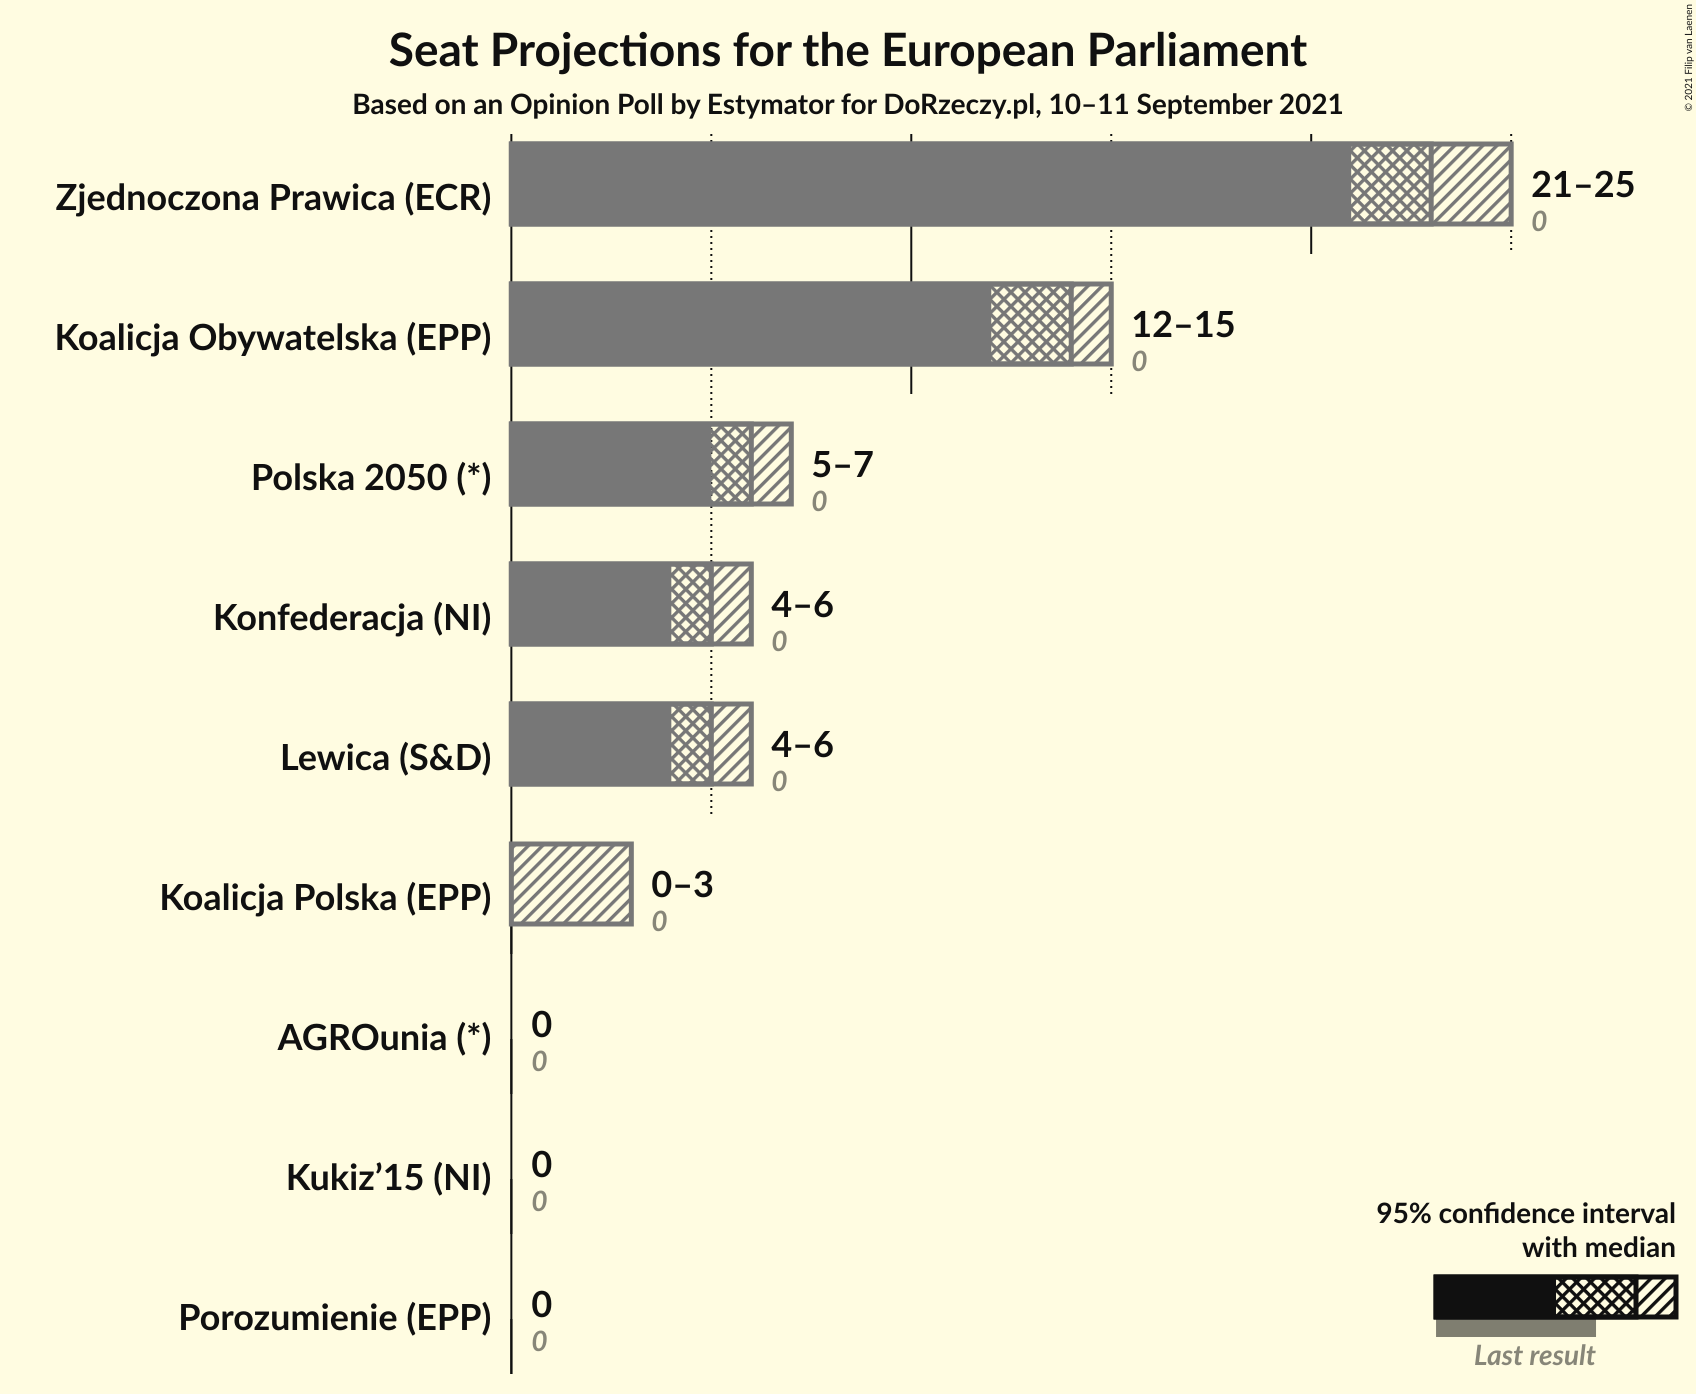 Seat Projections for the European Parliament
Based on an Opinion Poll by Estymator for DoRzeczy.pl, 10–11 September 2021
© 2021 Filip van Laenen
Zjednoczona Prawica (ECR)
21–25
0
Koalicja Obywatelska (EPP)
12–15
0
Polska 2050 (*)
5–7
0
Konfederacja (NI)
4–6
0
Lewica (S&D)
4–6
0
Koalicja Polska (EPP)
0–3
0
AGROunia (*)
0
0
Kukiz’15 (NI)
0
0
Porozumienie (EPP)
0
0
95% confidence interval
with median
Last result